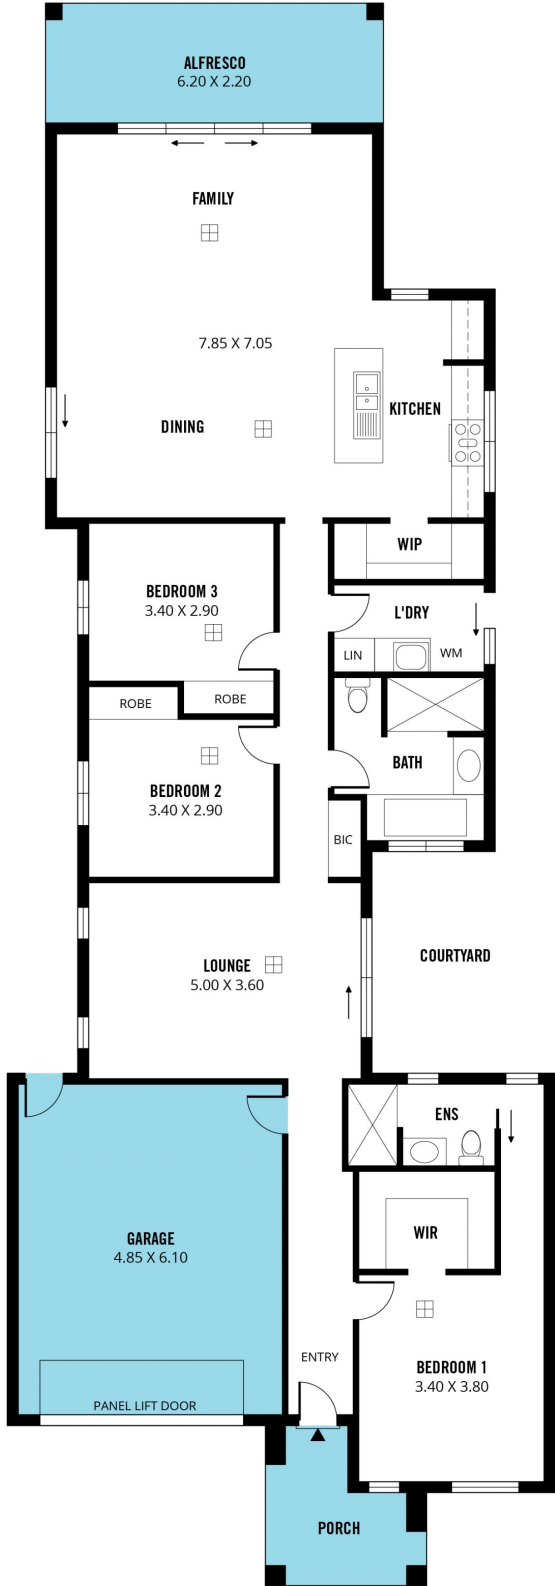 ALFRESCO
6.20 X 2.20
FAMILY
7.85 X 7.05
KITCHEN
DINING
WIP
BEDROOM 3
3.40 X 2.90
L'DRY
LIN
WM
ROBE
ROBE
BATH
BEDROOM 2
3.40 X 2.90
BIC
COURTYARD
LOUNGE
5.00 X 3.60
ENS
WIR
GARAGE
4.85 X 6.10
ENTRY
BEDROOM 1
3.40 X 3.80
PANEL LIFT DOOR
PORCH